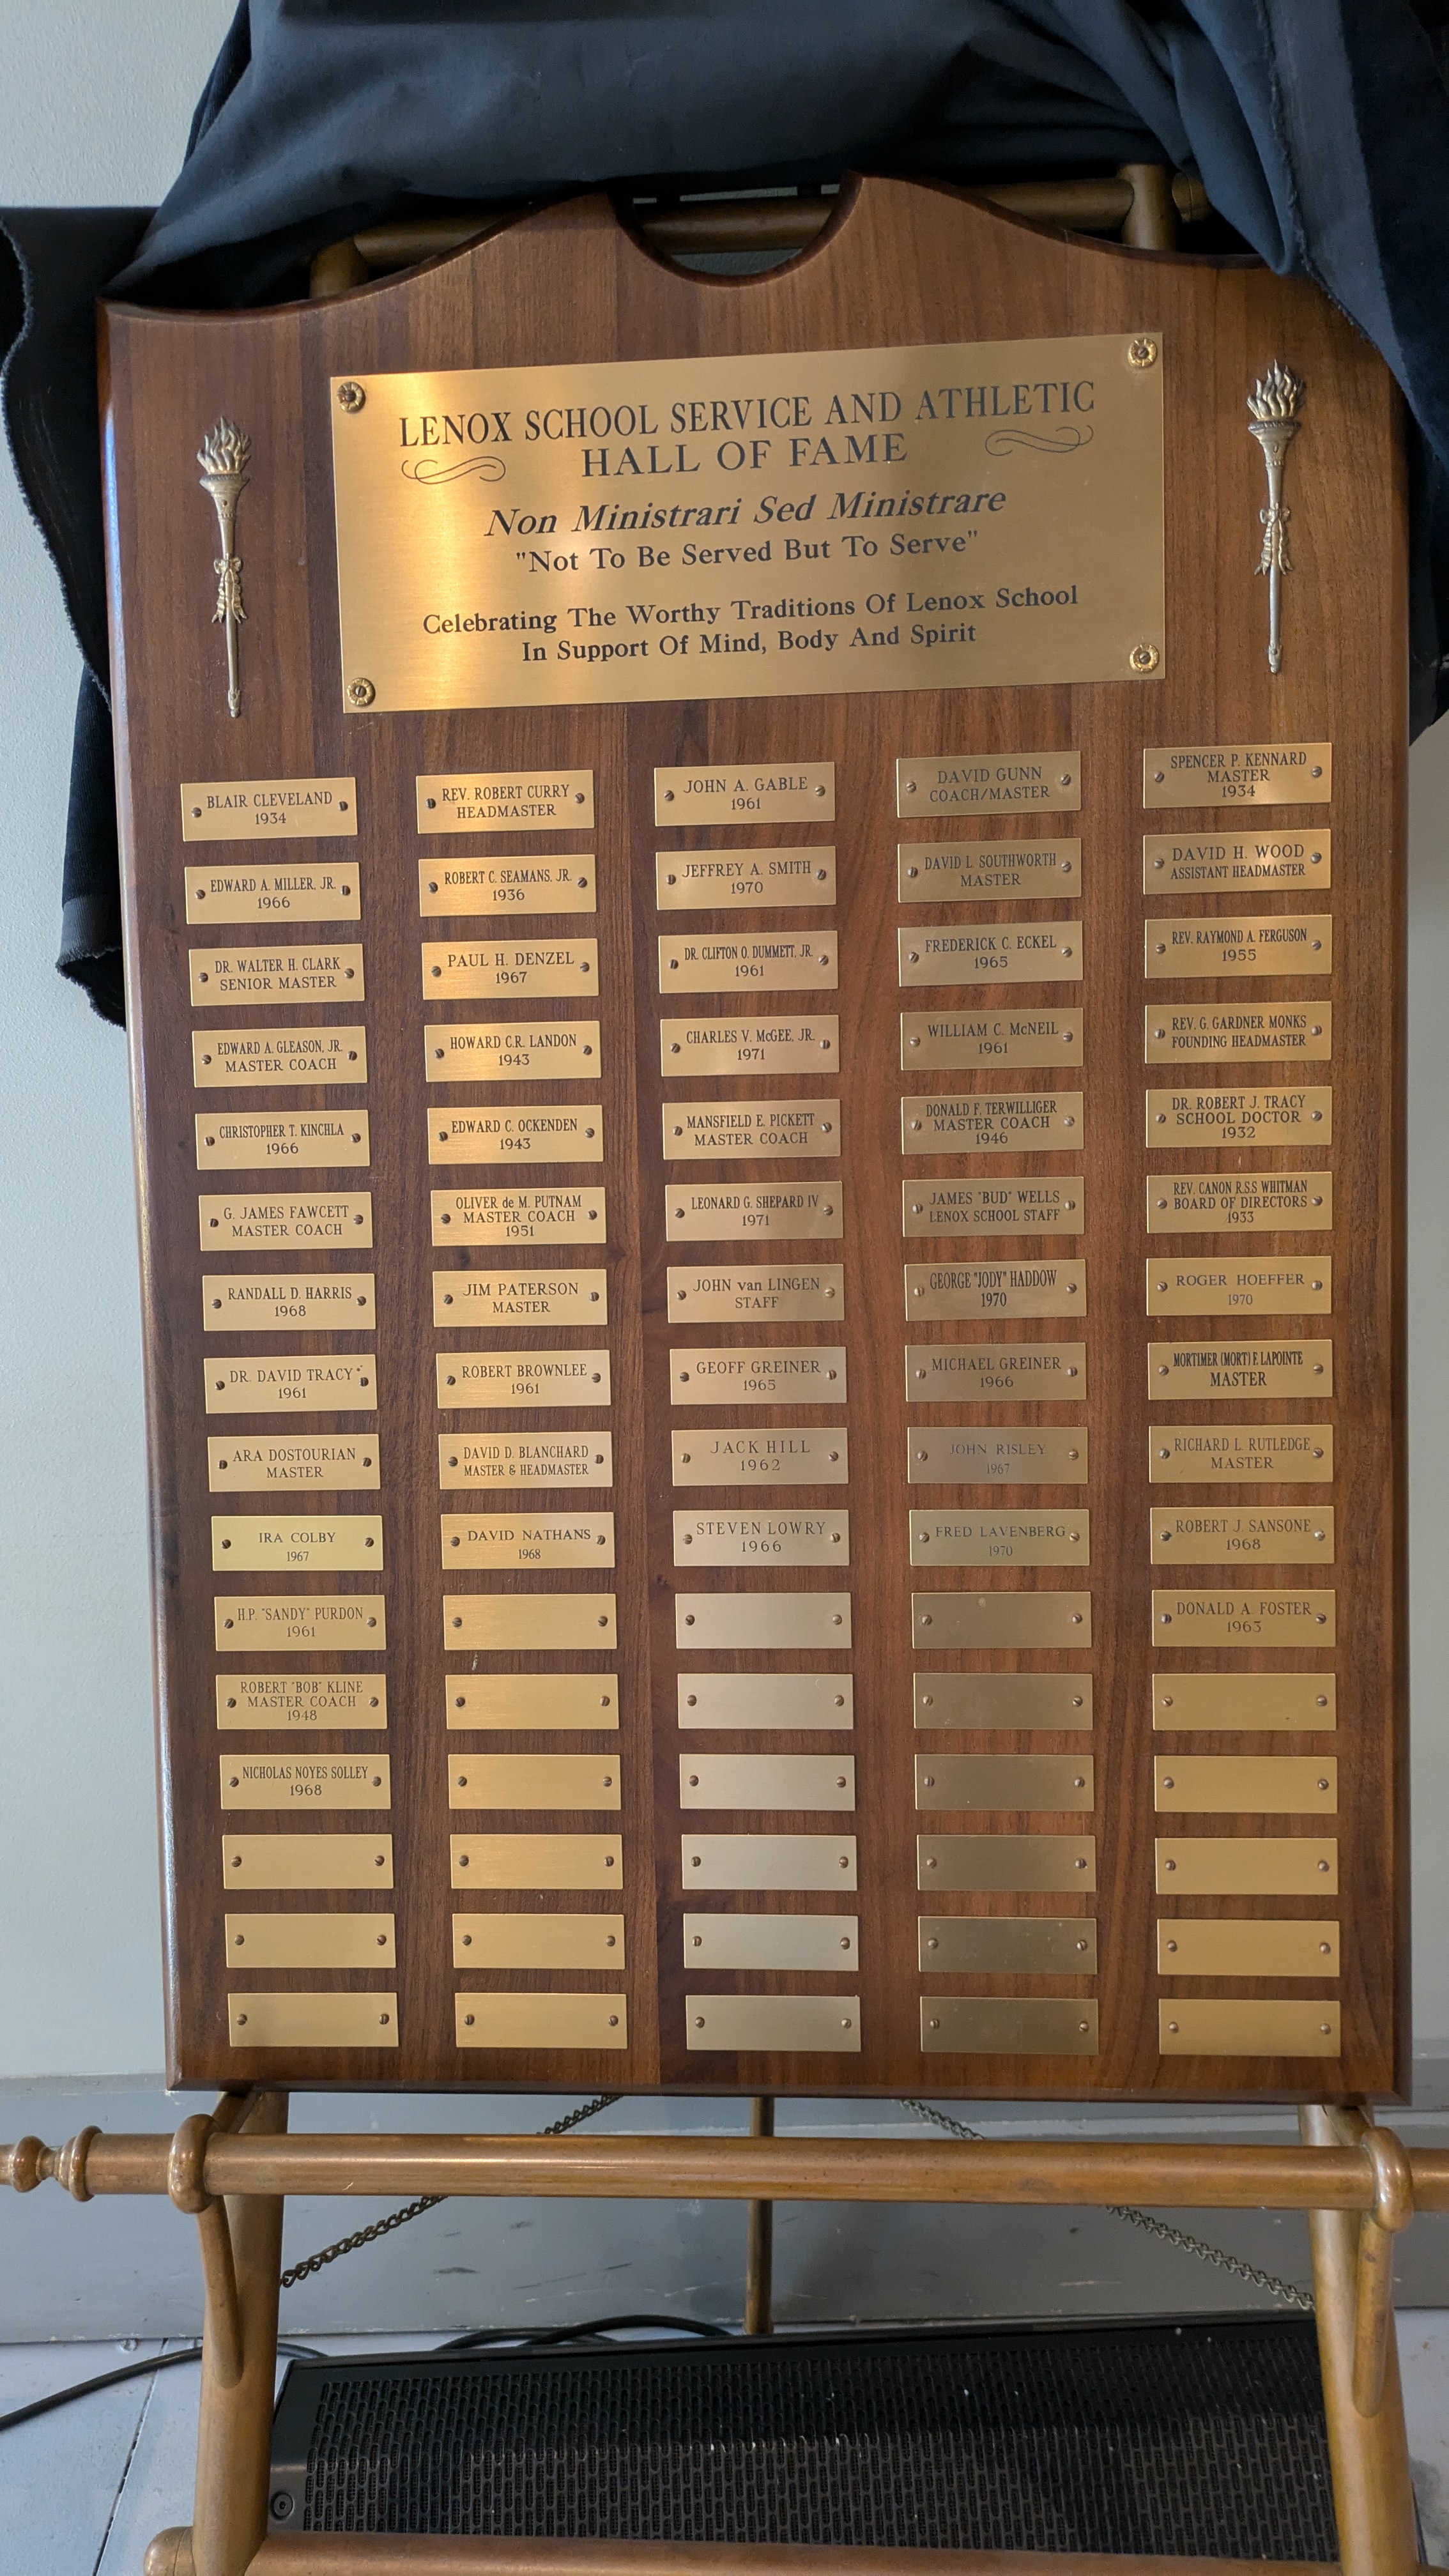 LENOX SCHOOL SERVICE AND ATHLETIC
HALL OF FAME
Non Ministrari Sed Ministrare
"Not To Be Served But To Serve"
Celebrating The Worthy Traditions Of Lenox School
In Support Of Mind, Body And Spirit
BLAIR CLEVELAND
1934
EDWARD A. MILLER, JR.
1966
DR. WALTER H. CLARK
SENIOR MASTER
EDWARD A. GLEASON, JR.
MASTER COACH
CHRISTOPHER T. KINCHLA
1966
G. JAMES FAWCETT
MASTER COACH
RANDALL D. HARRIS
1968
DR. DAVID TRACY
1961
ARA DOSTOURIAN
MASTER
IRA COLBY
1967
H.P. "SANDY" PURDON
1961
ROBERT "BOB" KLINE
MASTER COACH
1948
NICHOLAS NOYES SOLLEY
1968
REV. ROBERT CURRY
HEADMASTER
ROBERT C. SEAMANS, JR.
1936
PAUL H. DENZEL
1967
HOWARD C.R. LANDON
1943
EDWARD C. OCKENDEN
1943
OLIVER de M. PUTNAM
MASTER COACH
1951
JIM PATERSON
MASTER
ROBERT BROWNLEE
1961
DAVID D. BLANCHARD
MASTER & HEADMASTER
DAVID NATHANS
1968
JOHN A. GABLE
1961
JEFFREY A. SMITH
1970
DR. CLIFTON O. DUMMETT, JR.
1961
CHARLES V. McGEE, JR.
1971
MANSFIELD E. PICKETT
MASTER COACH
LEONARD G. SHEPARD IV
1971
JOHN van LINGEN
STAFF
GEOFF GREINER
1965
JACK HILL
1962
STEVEN LOWRY
1966
DAVID GUNN
COACH/MASTER
DAVID L. SOUTHWORTH
MASTER
FREDERICK C. ECKEL
1965
WILLIAM C. McNEIL
1961
DONALD F. TERWILLIGER
MASTER COACH
1946
JAMES "BUD" WELLS
LENOX SCHOOL STAFF
GEORGE "JODY" HADDOW
1970
MICHAEL GREINER
1966
JOHN RISLEY
1967
FRED LAVENBERG
1970
SPENCER P. KENNARD
MASTER
1934
DAVID H. WOOD
ASSISTANT HEADMASTER
REV. RAYMOND A. FERGUSON
1955
REV. G. GARDNER MONKS
FOUNDING HEADMASTER
DR. ROBERT J. TRACY
SCHOOL DOCTOR
1932
REV. CANON R.S.S WHITMAN
BOARD OF DIRECTORS
1933
ROGER HOEFFER
1970
MORTIMER (MORT) F. LAPOINTE
MASTER
RICHARD L. RUTLEDGE
MASTER
ROBERT J. SANSONE
1968
DONALD A. FOSTER
1963